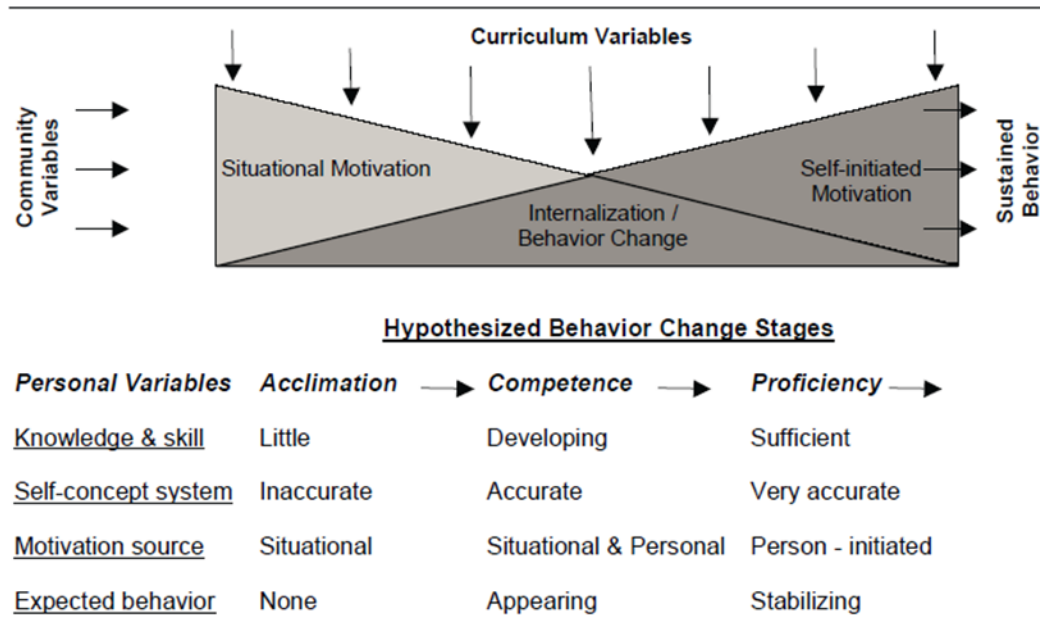 Curriculum Variables
Community
Variables
Situational Motivation
Self-initiated
Motivation
Internalization /
Behavior Change
Sustained
Behavior
Hypothesized Behavior Change Stages
Personal Variables Acclimation Competence Proficiency
Knowledge & skill Little Developing Sufficient
Self-concept system Inaccurate Accurate Very accurate
Motivation source Situational Situational & Personal Person - initiated
Expected behavior None Appearing Stabilizing